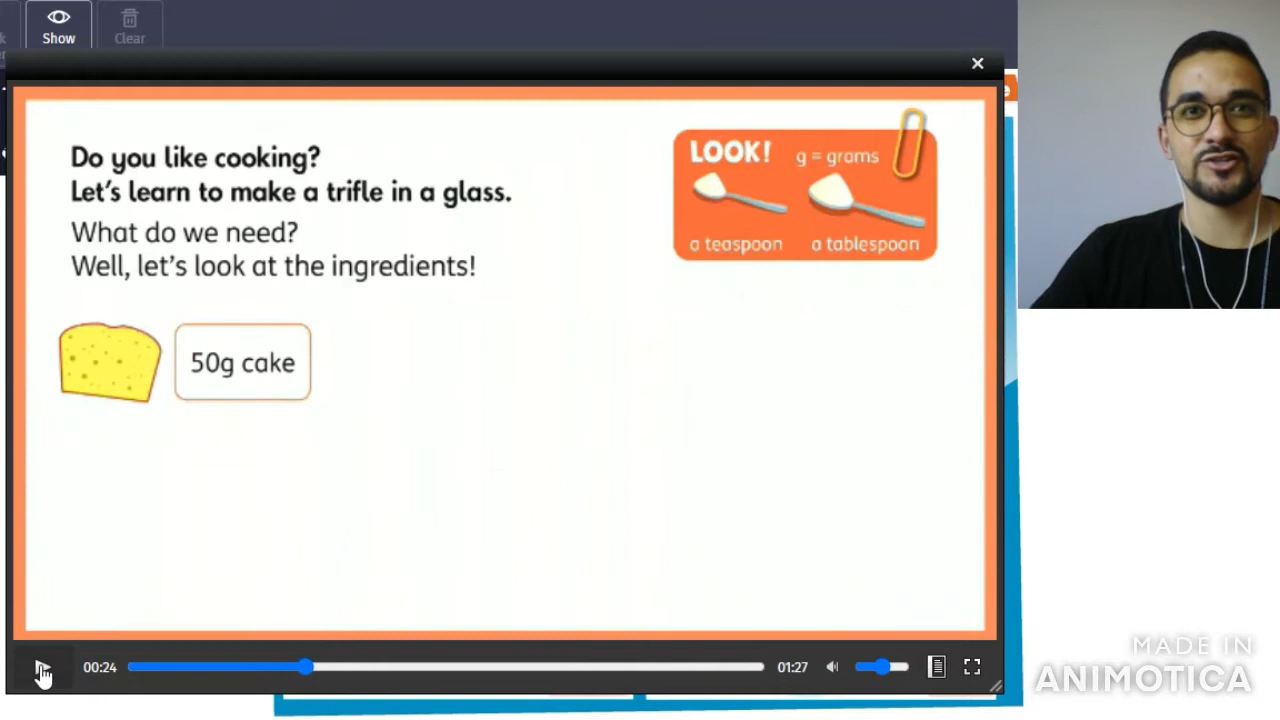 Show
Clear
Do you like cooking?
Let's learn to make a trifle in a glass.
What do we need?
Well, let's look at the ingredients!
LOOK!
g = grams
a teaspoon
a tablespoon
50g cake
00:24
01:27
MADE IN
ANIMOTICA